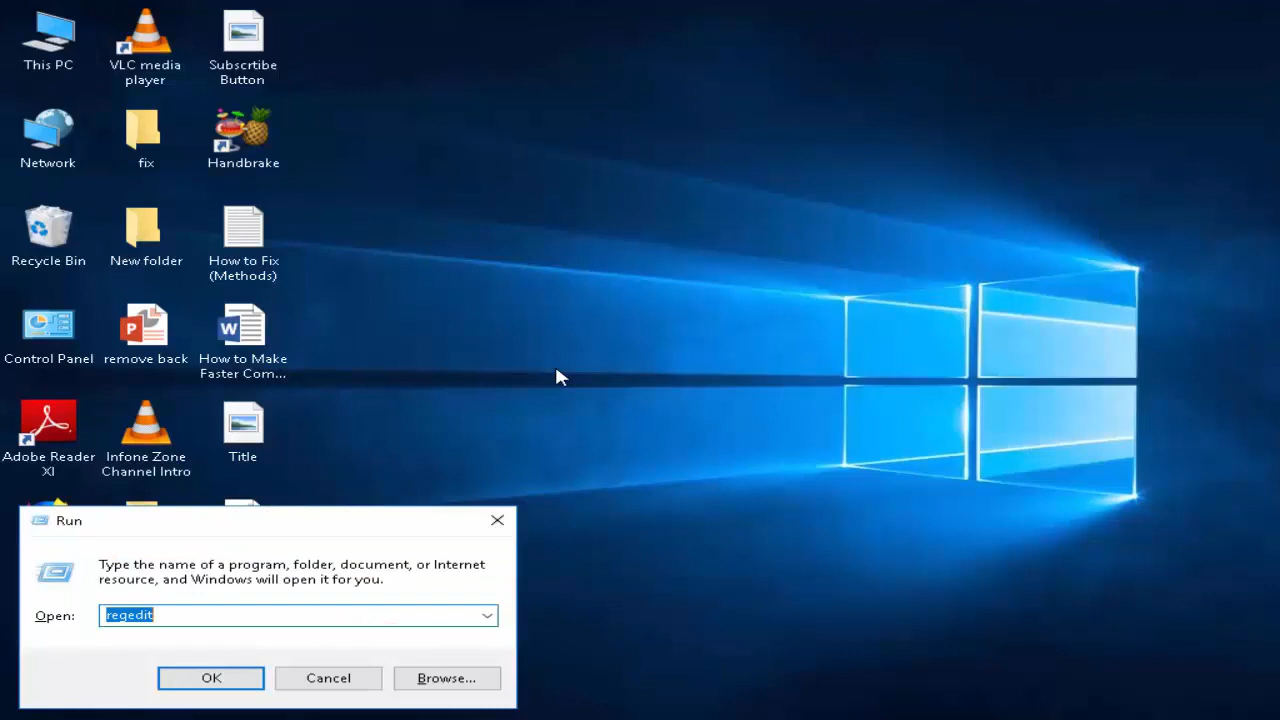 This PC
VLC media
player
Subscrtibe
Button
Network
fix
Handbrake
Recycle Bin
New folder
How to Fix
(Methods)
Control Panel
remove back
How to Make
Faster Com...
Adobe Reader
XI
Infone Zone
Channel Intro
Title
Run
Type the name of a program, folder, document, or Internet
resource, and Windows will open it for you.
Open:
regedit
OK
Cancel
Browse...